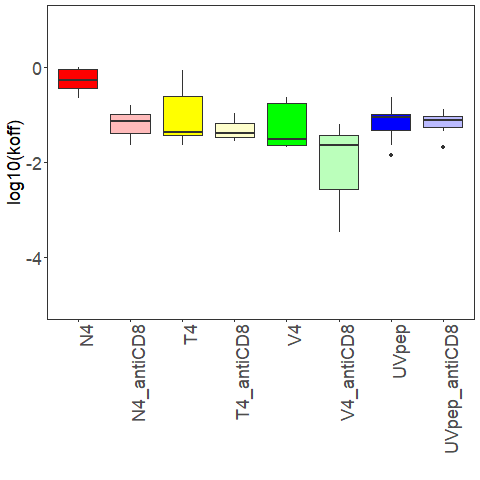 log10(koff)
0
-2
-4
N4
N4_antiCD8
T4
T4_antiCD8
V4
V4_antiCD8
UVpep
UVpep_antiCD8